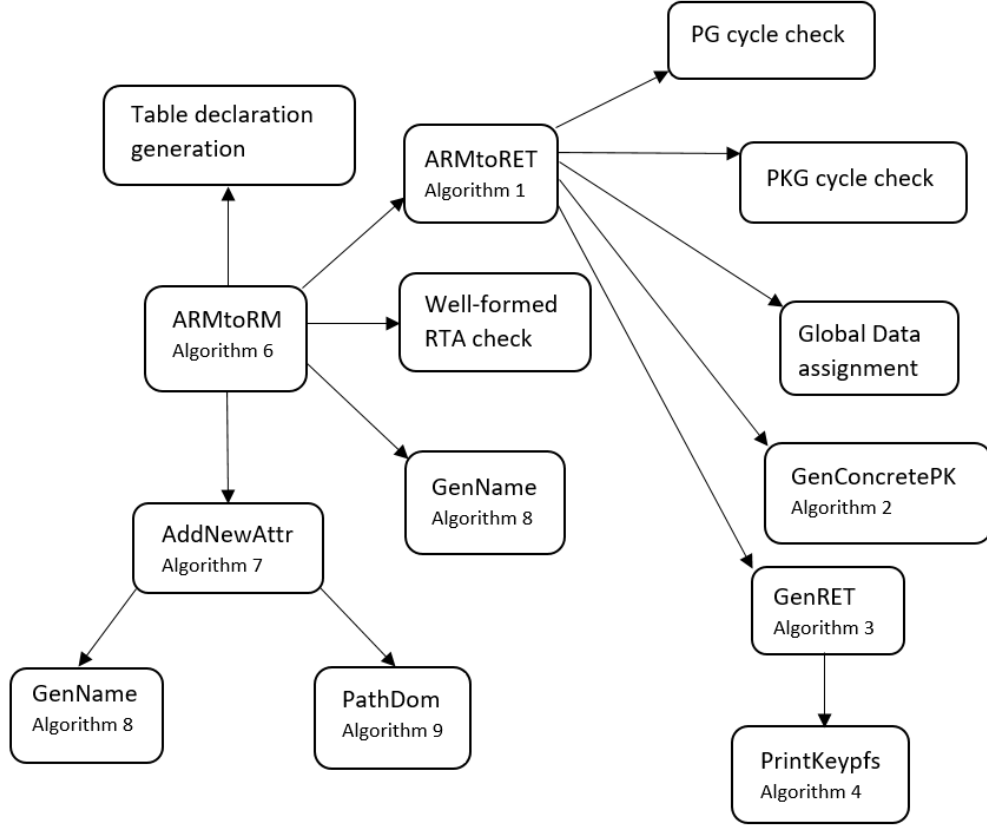 PG cycle check
Table declaration
generation
ARMtoRET
Algorithm 1
PKG cycle check
ARMtoRM
Algorithm 6
Well-formed
RTA check
Global Data
assignment
GenName
Algorithm 8
GenConcretePK
Algorithm 2
AddNewAttr
Algorithm 7
GenRET
Algorithm 3
GenName
Algorithm 8
PathDom
Algorithm 9
PrintKeypfs
Algorithm 4